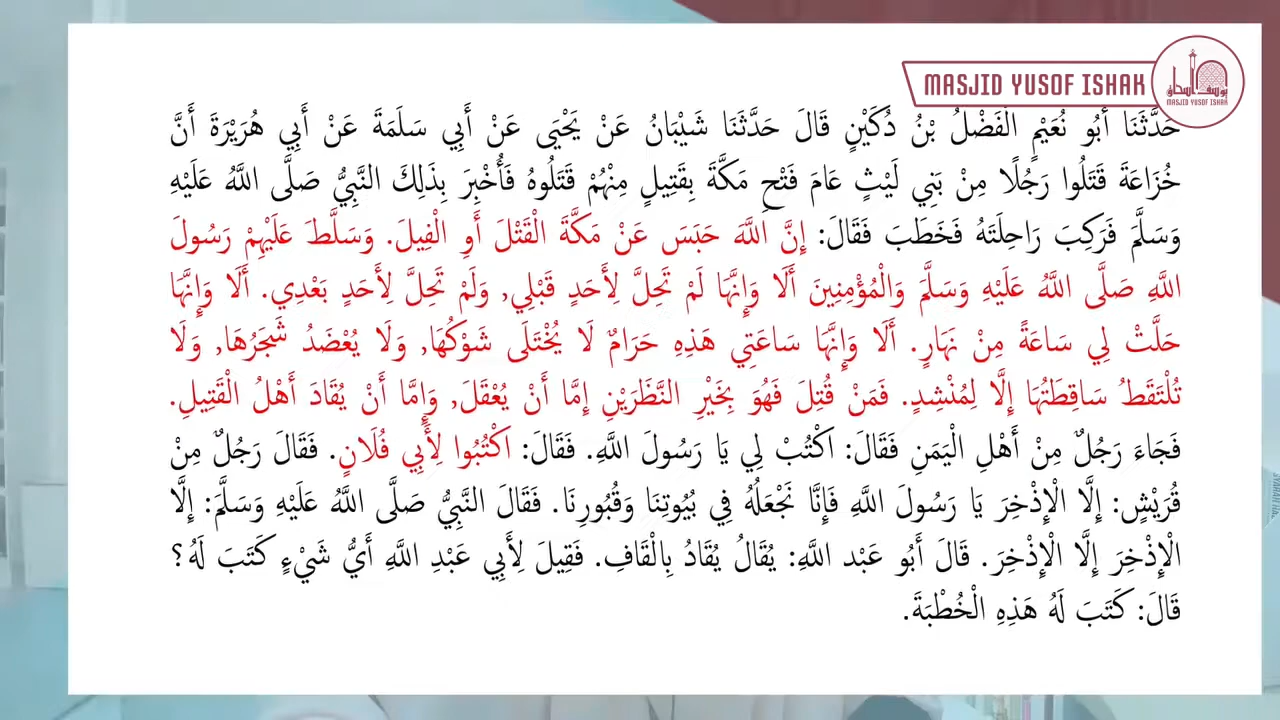 MASJID YUSOF ISHAK
MASJID YUSOF ISHAK
حَدَّثَنَا أَبُو نُعَيْمٍ الْفَضْلُ بْنُ دُكَيْنٍ قَالَ حَدَّثَنَا شَيْبَانُ عَنْ يَحْيَى عَنْ أَبِي سَلَمَةَ عَنْ أَبِي هُرَيْرَةَ أَنَّ
خُزَاعَةَ قَتَلُوا رَجُلًا مِنْ بَنِي لَيْثٍ عَامَ فَتْحِ مَكَّةَ بِقَتِيلٍ مِنْهُمْ قَتَلُوهُ فَأُخْبِرَ بِذَلِكَ النَّبِيُّ صَلَّى اللَّهُ عَلَيْهِ
وَسَلَّمَ فَرَكِبَ رَاحِلَتَهُ فَخَطَبَ فَقَالَ: إِنَّ اللَّهَ حَبَسَ عَنْ مَكَّةَ الْقَتْلَ أَوِ الْفِيلَ. وَسَلَّطَ عَلَيْهِمْ رَسُولَ
اللَّهِ صَلَّى اللَّهُ عَلَيْهِ وَسَلَّمَ وَالْمُؤْمِنِينَ أَلَا وَإِنَّهَا لَمْ تَحِلَّ لِأَحَدٍ قَبْلِي, وَلَمْ تَحِلَّ لِأَحَدٍ بَعْدِي. أَلَا وَإِنَّهَا
حَلَّتْ لِي سَاعَةً مِنْ نَهَارٍ. أَلَا وَإِنَّهَا سَاعَتِي هَذِهِ حَرَامٌ لَا يُخْتَلَى شَوْكُهَا, وَلَا يُعْضَدُ شَجَرُهَا, وَلَا
تُلْتَقَطُ سَاقِطَتُهَا إِلَّا لِمُنْشِدٍ. فَمَنْ قُتِلَ فَهُوَ بِخَيْرِ النَّظَرَيْنِ إِمَّا أَنْ يُعْقَلَ, وَإِمَّا أَنْ يُقَادَ أَهْلُ الْقَتِيلِ.
فَجَاءَ رَجُلٌ مِنْ أَهْلِ الْيَمَنِ فَقَالَ: اكْتُبْ لِي يَا رَسُولَ اللَّهِ. فَقَالَ: اكْتُبُوا لِأَبِي فُلَانٍ. فَقَالَ رَجُلٌ مِنْ
قُرَيْشٍ: إِلَّا الْإِذْخِرَ يَا رَسُولَ اللَّهِ فَإِنَّا نَجْعَلُهُ فِي بُيُوتِنَا وَقُبُورِنَا. فَقَالَ النَّبِيُّ صَلَّى اللَّهُ عَلَيْهِ وَسَلَّمَ: إِلَّا
الْإِذْخِرَ إِلَّا الْإِذْخِرَ. قَالَ أَبُو عَبْد اللَّهِ: يُقَالُ يُقَادُ بِالْقَافِ. فَقِيلَ لِأَبِي عَبْدِ اللَّهِ أَيُّ شَيْءٍ كَتَبَ لَهُ؟
قَالَ: كَتَبَ لَهُ هَذِهِ الْخُطْبَةَ.